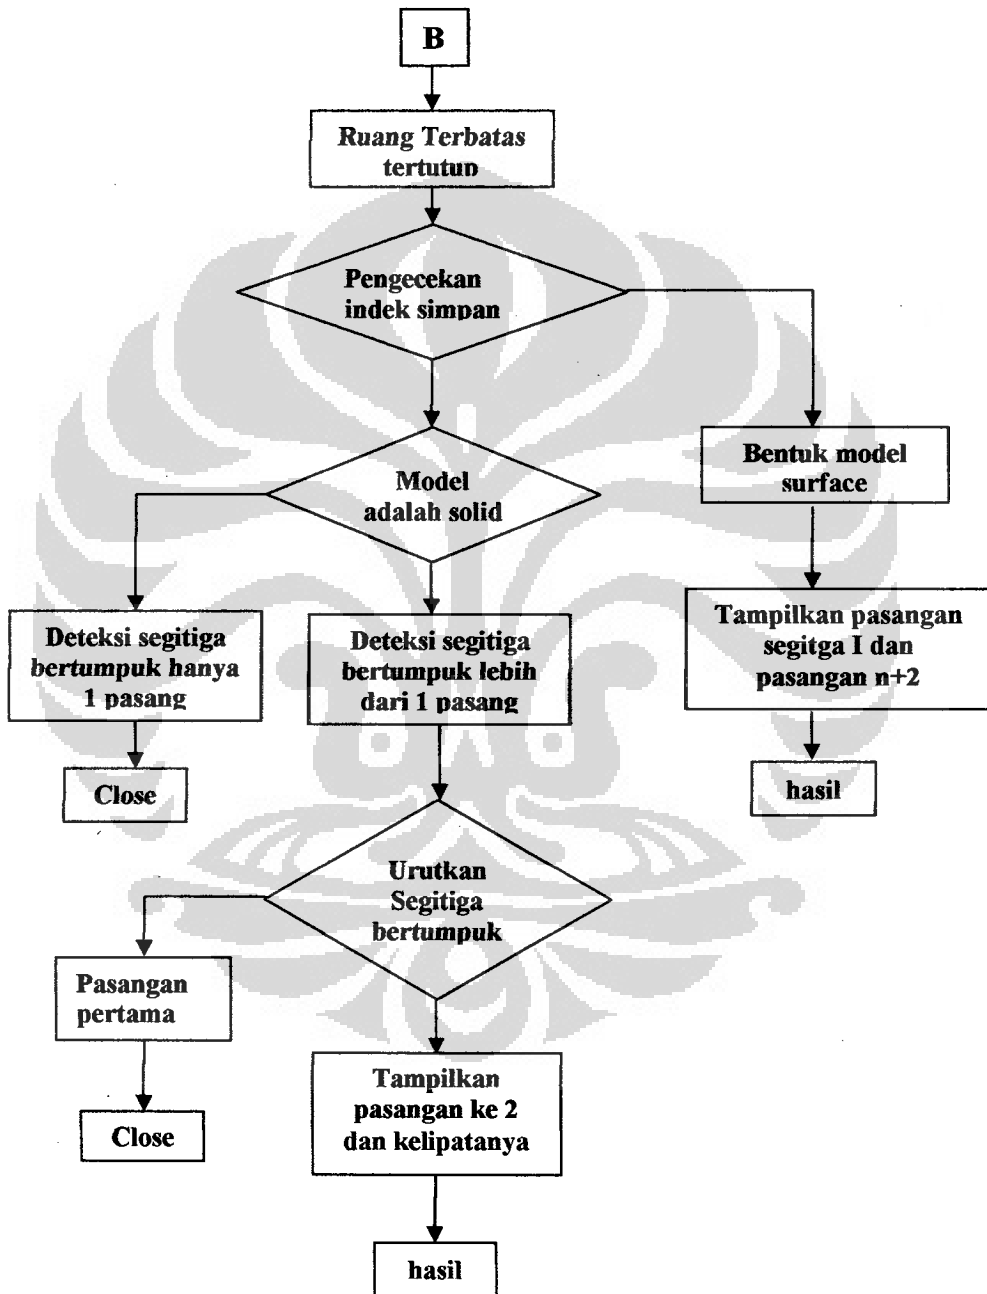 B
Ruang Terbatas
tertutup
Pengecekan
indek simpan
Model
adalah solid
Bentuk model
surface
Deteksi segitiga
bertumpuk hanya
1 pasang
Deteksi segitiga
bertumpuk lebih
dari 1 pasang
Tampilkan pasangan
segitga I dan
pasangan n+2
Close
hasil
Urutkan
Segitiga
bertumpuk
Pasangan
pertama
Tampilkan
pasangan ke 2
dan kelipatanya
Close
hasil